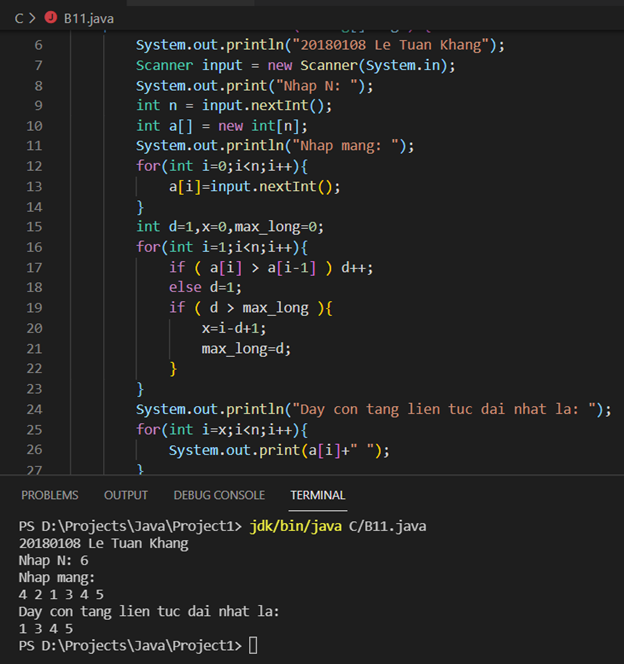 C > B11.java
6 System.out.println("20180108 Le Tuan Khang");
7 Scanner input = new Scanner(System.in);
8 System.out.print("Nhap N: ");
9 int n = input.nextInt();
10 int a[] = new int[n];
11 System.out.println("Nhap mang: ");
12 for(int i=0;i<n;i++){
13 a[i]=input.nextInt();
14 }
15 int d=1,x=0,max_long=0;
16 for(int i=1;i<n;i++){
17 if ( a[i] > a[i-1] ) d++;
18 else d=1;
19 if ( d > max_long ){
20 x=i-d+1;
21 max_long=d;
22 }
23 }
24 System.out.println("Day con tang lien tuc dai nhat la: ");
25 for(int i=x;i<n;i++){
26 System.out.print(a[i]+" ");
27 }
PROBLEMS OUTPUT DEBUG CONSOLE TERMINAL
PS D:\Projects\Java\Project1> jdk/bin/java C/B11.java
20180108 Le Tuan Khang
Nhap N: 6
Nhap mang:
4 2 1 3 4 5
Day con tang lien tuc dai nhat la:
1 3 4 5
PS D:\Projects\Java\Project1>